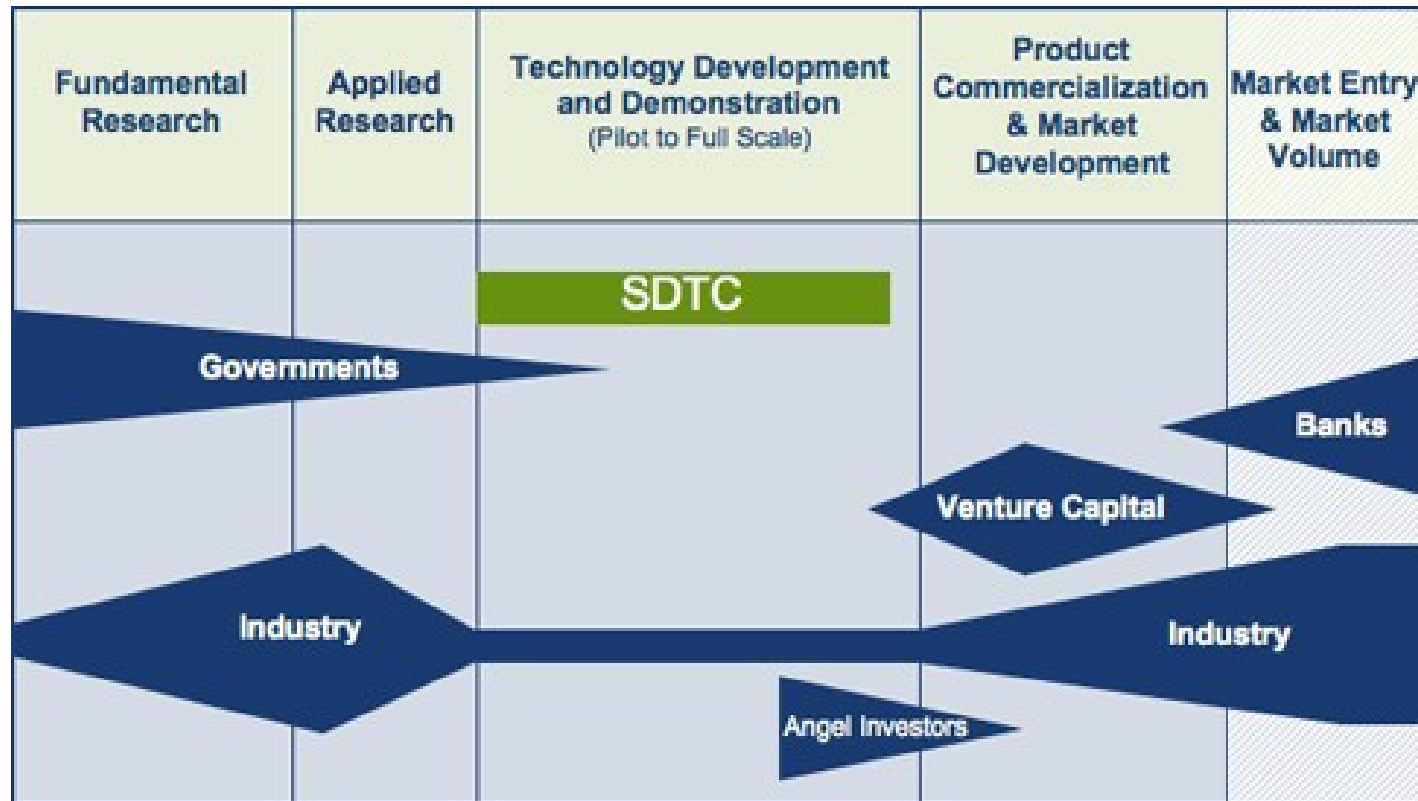 Fundamental
Research
Applied
Research
Technology Development
and Demonstration
(Pilot to Full Scale)
Product
Commercialization
& Market
Development
Market Entry
& Market
Volume
SDTC
Governments
Banks
Venture Capital
Industry
Industry
Angel Investors